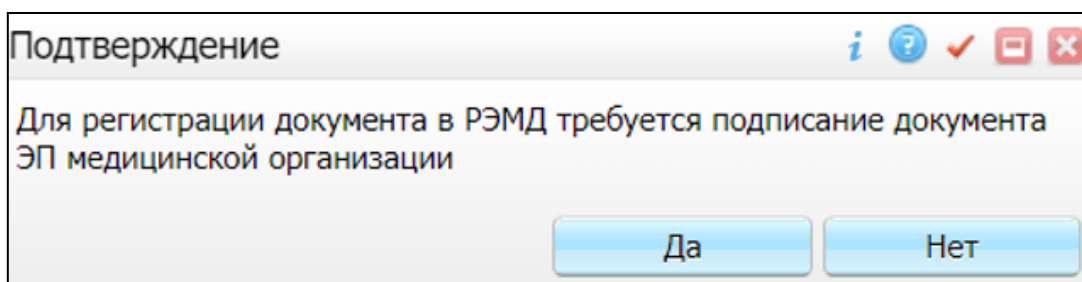 Подтверждение
Для регистрации документа в РЭМД требуется подписание документа
ЭП медицинской организации
Да
Нет